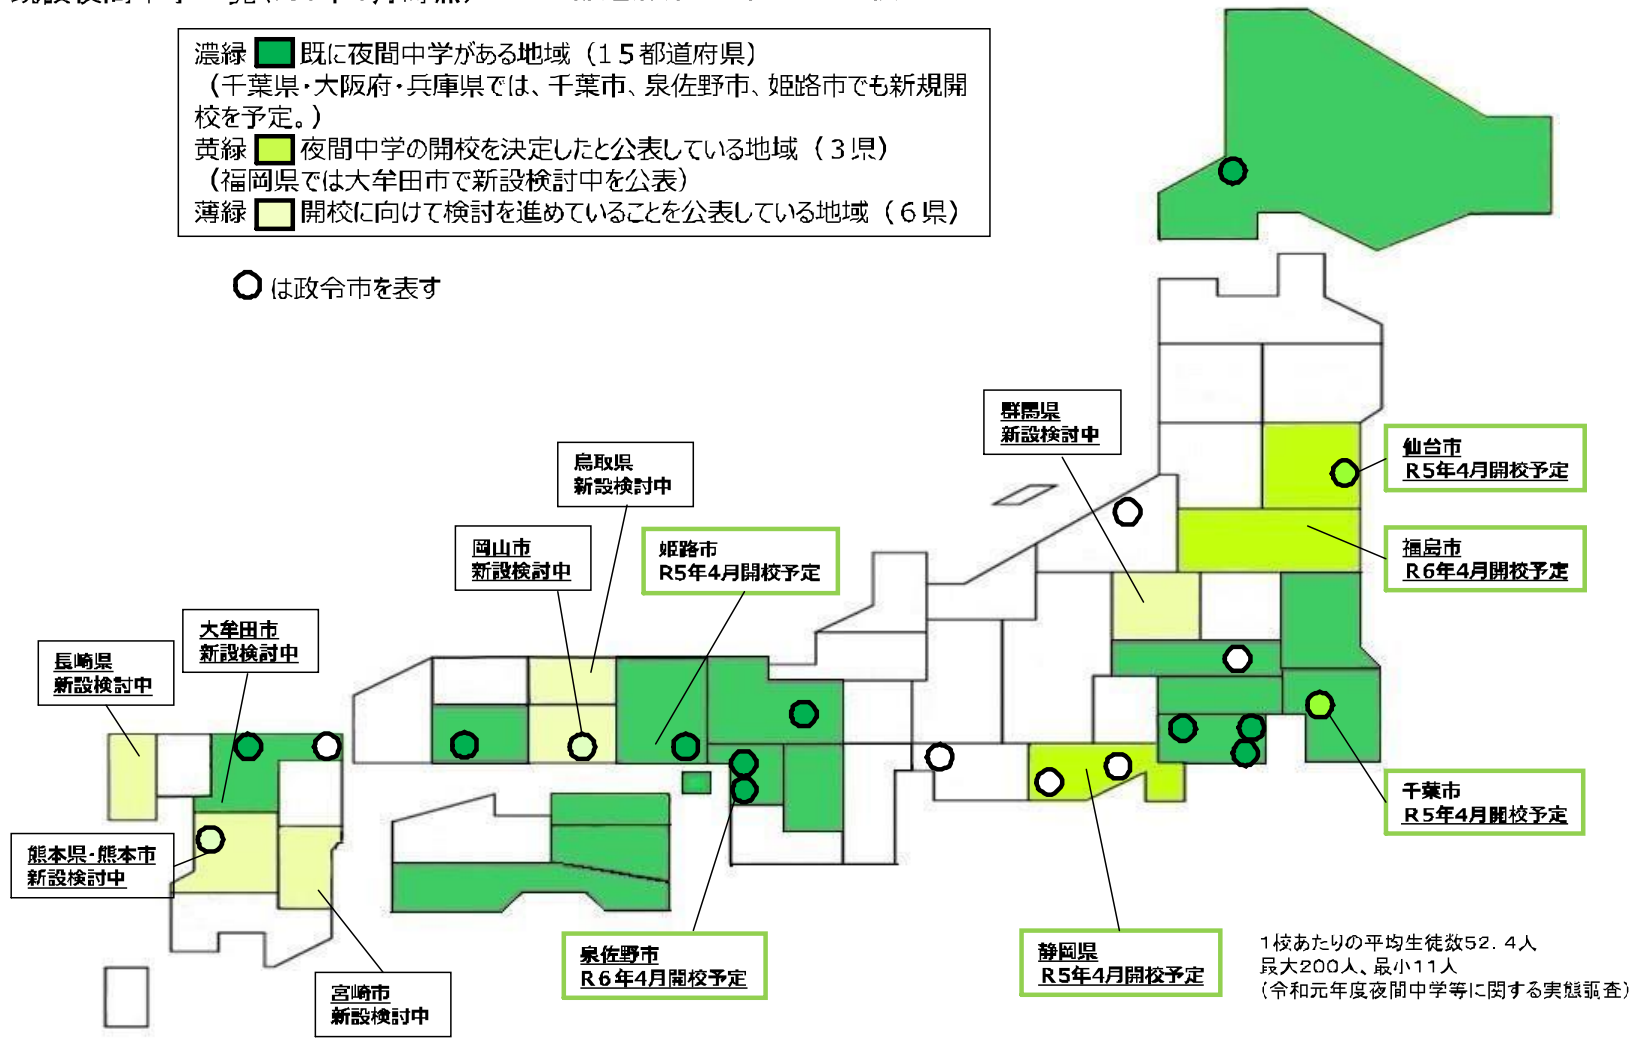 濃緑 既に夜間中学がある地域（１５都道府県）
（千葉県・大阪府・兵庫県では、千葉市、泉佐野市、姫路市でも新規開
校を予定。）
黄緑 夜間中学の開校を決定したと公表している地域（３県）
（福岡県では大牟田市で新設検討中を公表）
薄緑 開校に向けて検討を進めていることを公表している地域（６県）
は政令市を表す
群馬県
新設検討中
仙台市
R5年4月開校予定
鳥取県
新設検討中
岡山市
新設検討中
姫路市
R5年4月開校予定
福島市
R6年4月開校予定
大牟田市
新設検討中
長崎県
新設検討中
千葉市
R5年4月開校予定
熊本県・熊本市
新設検討中
泉佐野市
R6年4月開校予定
静岡県
R5年4月開校予定
宮崎市
新設検討中
1校あたりの平均生徒数52．4人
最大200人、最小11人
（令和元年度夜間中学等に関する実態調査）